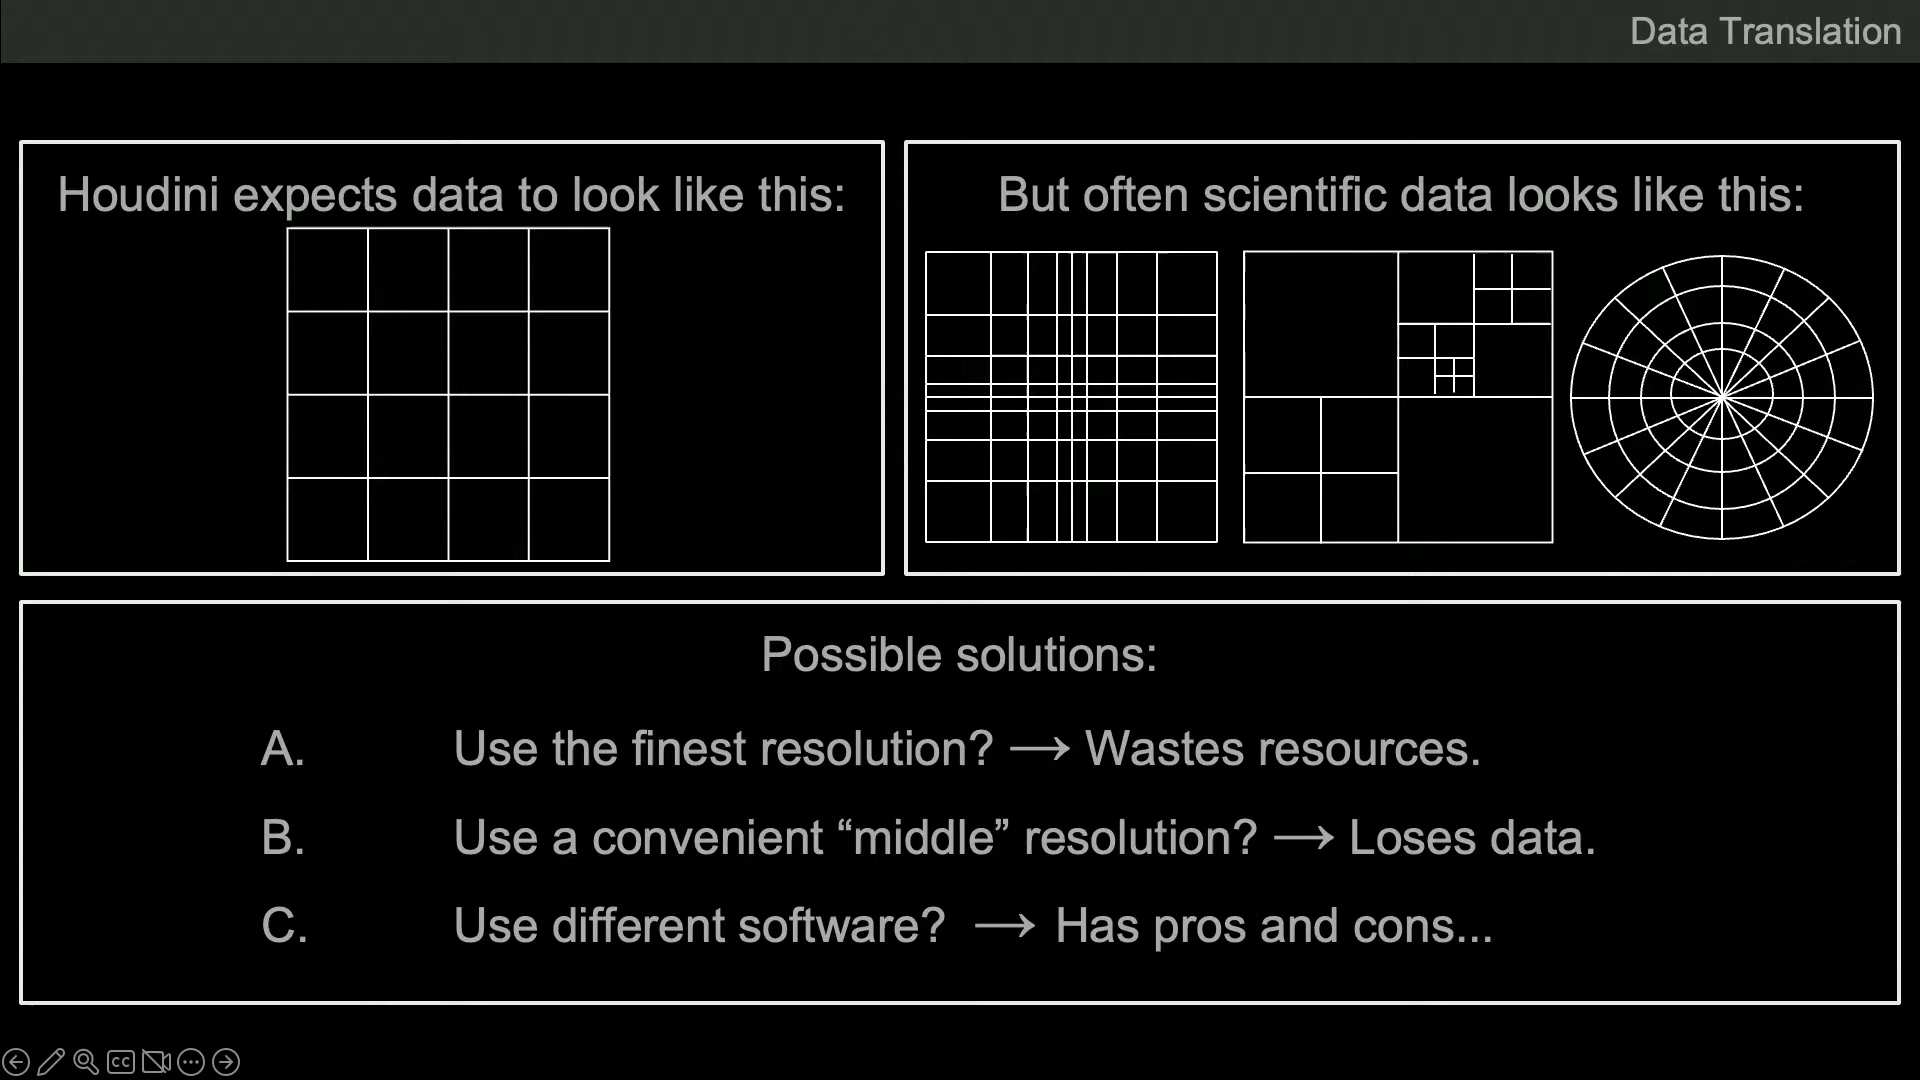 Data Translation
Houdini expects data to look like this:
But often scientific data looks like this:
Possible solutions:
A. Use the finest resolution? → Wastes resources.
B. Use a convenient “middle” resolution? → Loses data.
C. Use different software? → Has pros and cons...
CC